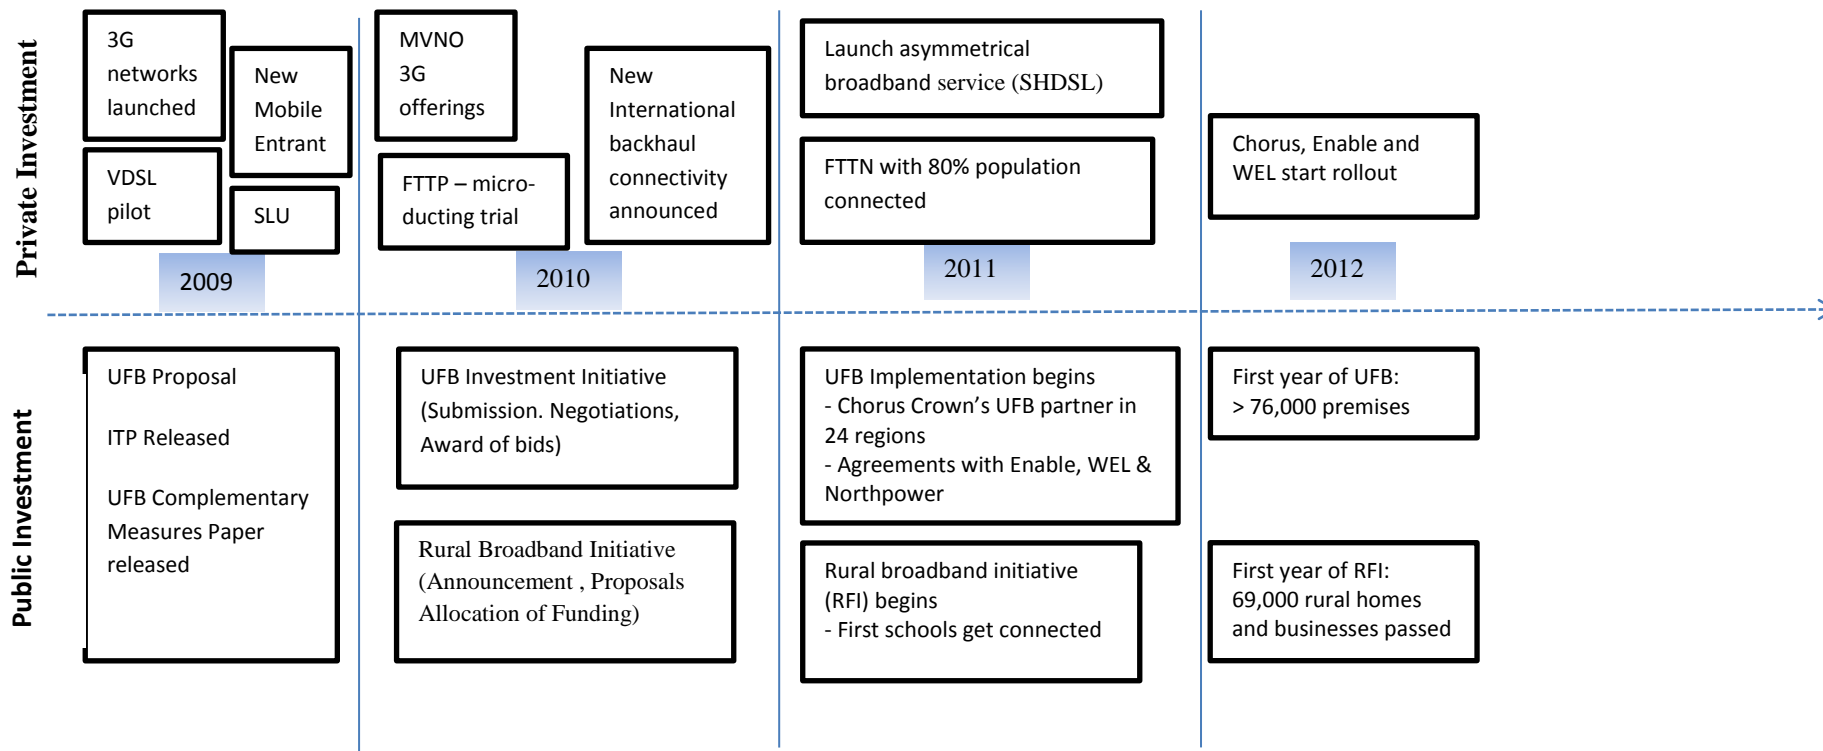 Private Investment
3G
networks
launched
New
Mobile
Entrant
VDSL
pilot
SLU
2009
MVNO
3G
offerings
FTTP – micro-
ducting trial
New
International
backhaul
connectivity
announced
2010
Launch asymmetrical
broadband service (SHDSL)
FTTN with 80% population
connected
2011
Chorus, Enable and
WEL start rollout
2012
Public Investment
UFB Proposal
ITP Released
UFB Complementary
Measures Paper
released
UFB Investment Initiative
(Submission. Negotiations,
Award of bids)
Rural Broadband Initiative
(Announcement , Proposals
Allocation of Funding)
UFB Implementation begins
- Chorus Crown’s UFB partner in
24 regions
- Agreements with Enable, WEL &
Northpower
Rural broadband initiative
(RFI) begins
- First schools get connected
First year of UFB:
> 76,000 premises
First year of RFI:
69,000 rural homes
and businesses passed